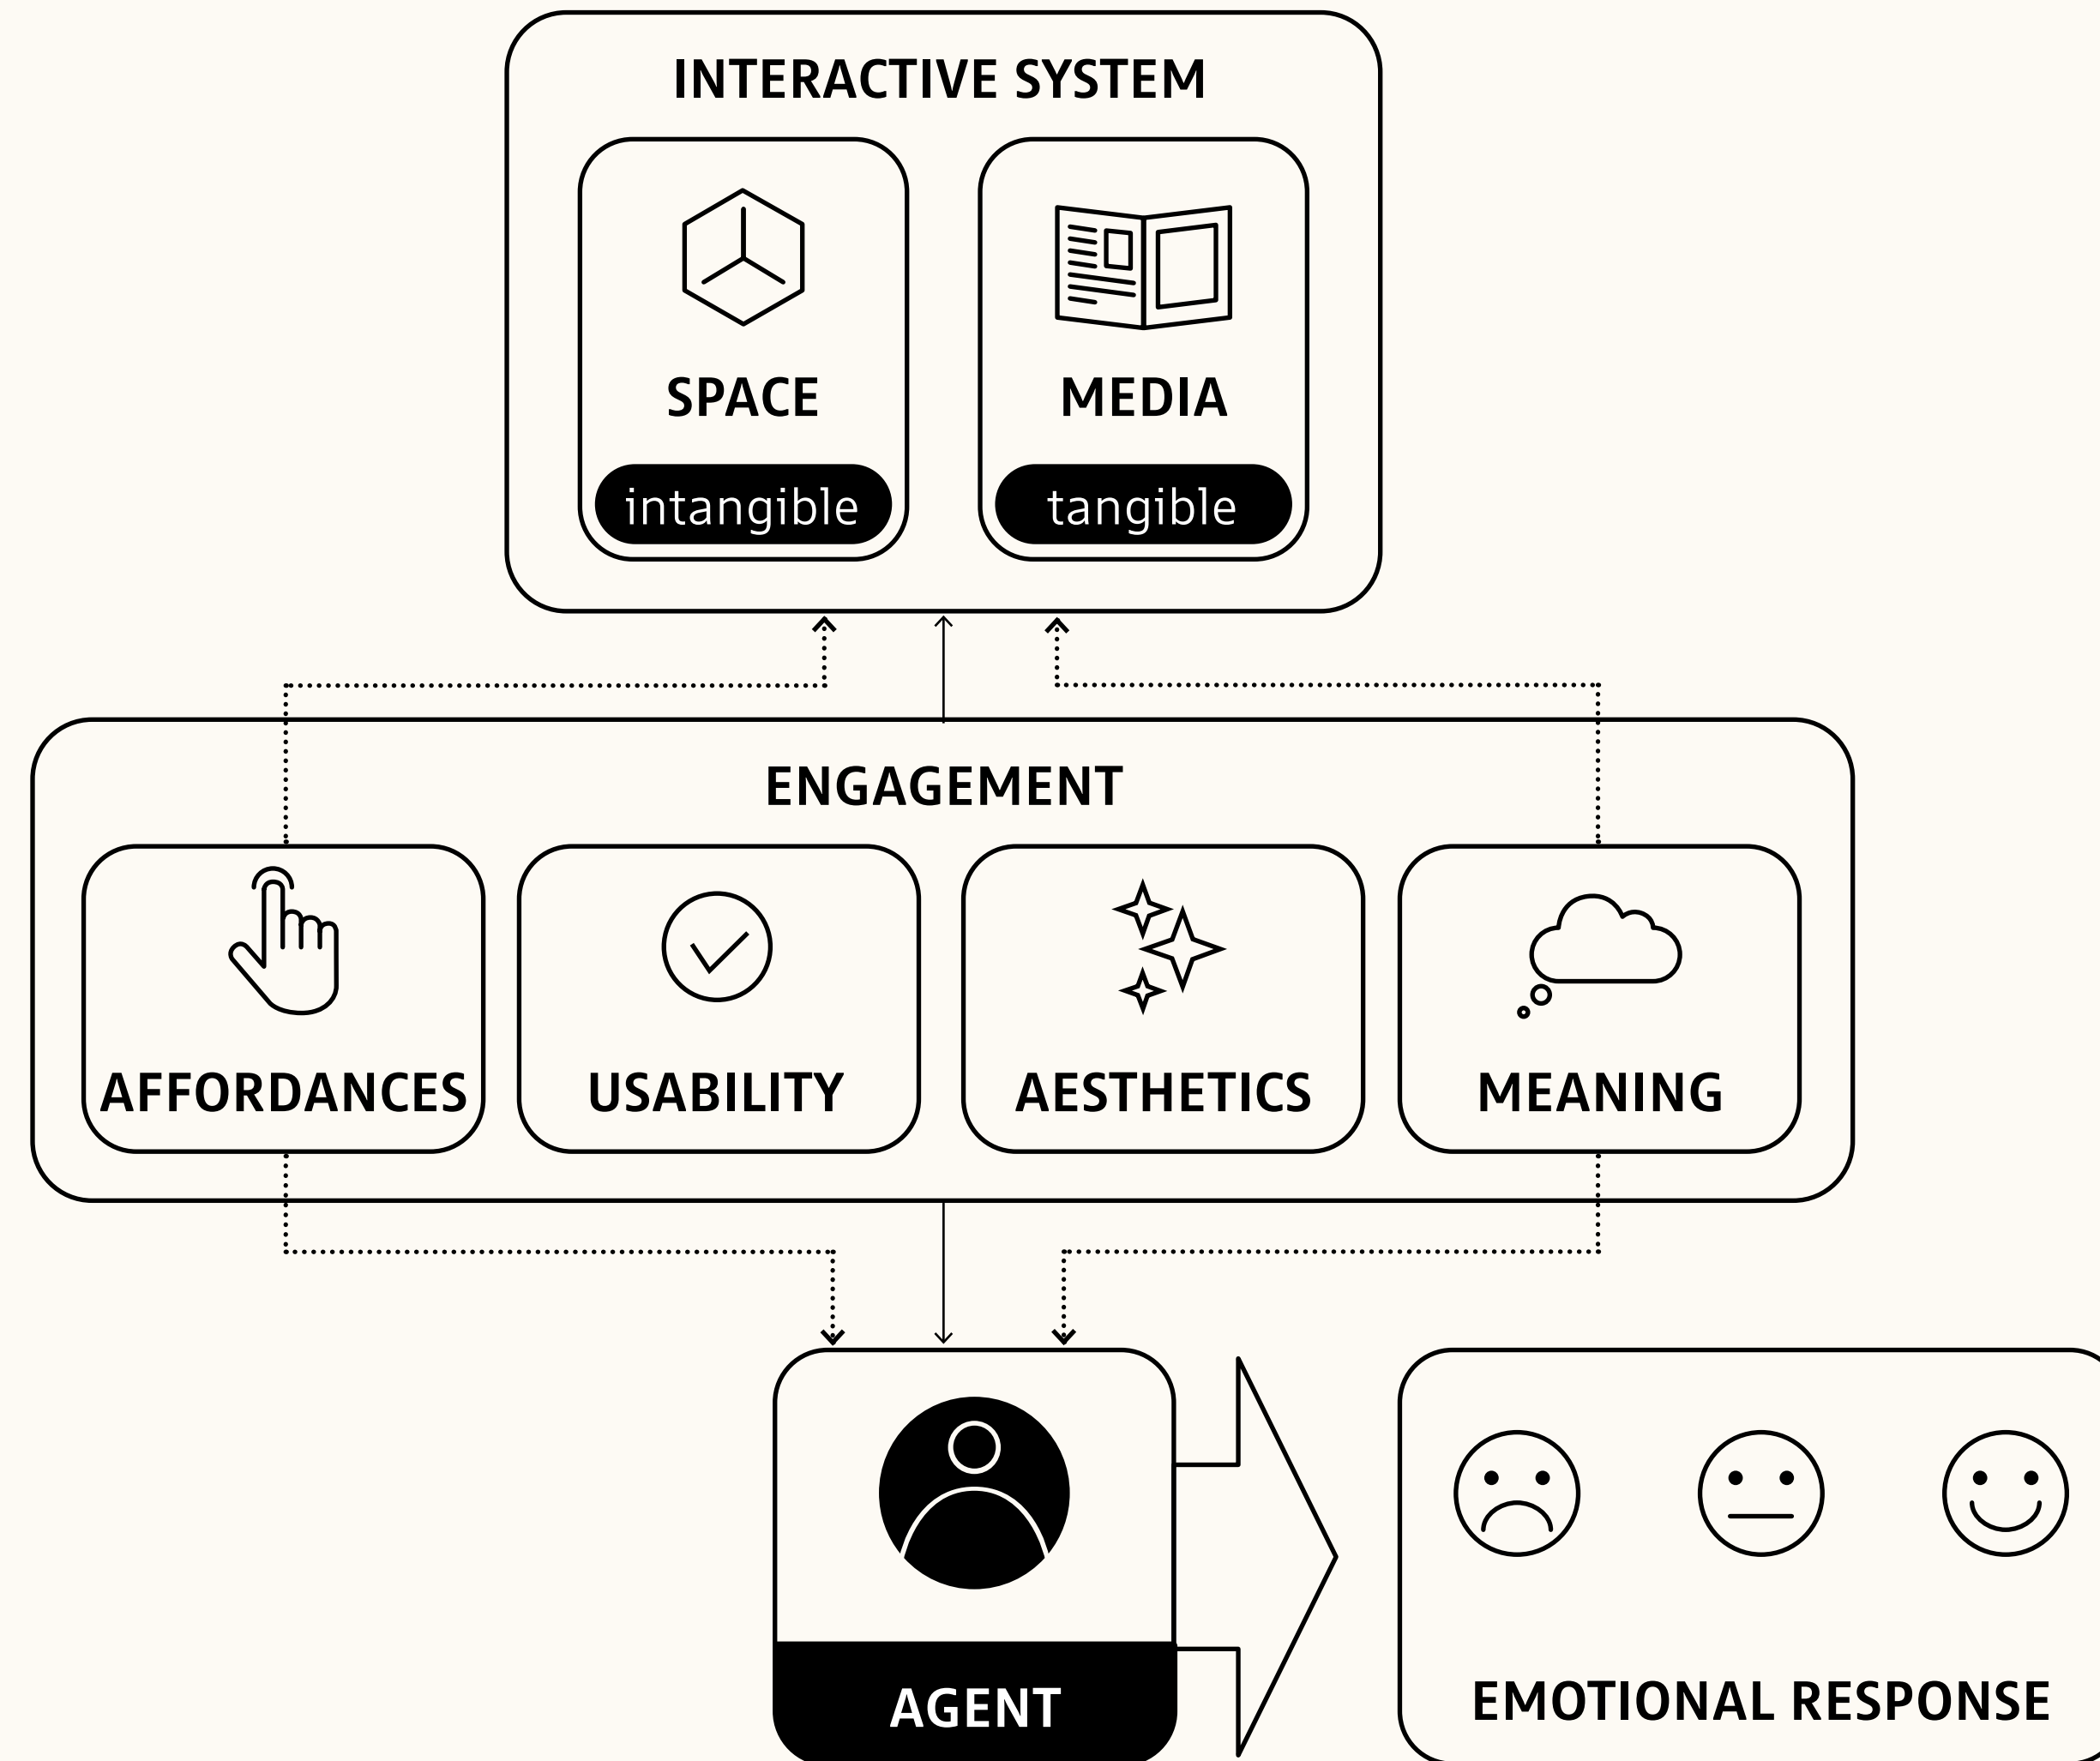 INTERACTIVE SYSTEM
SPACE
MEDIA
intangible
tangible
ENGAGEMENT
AFFORDANCES
USABILITY
AESTHETICS
MEANING
AGENT
EMOTIONAL RESPONSE